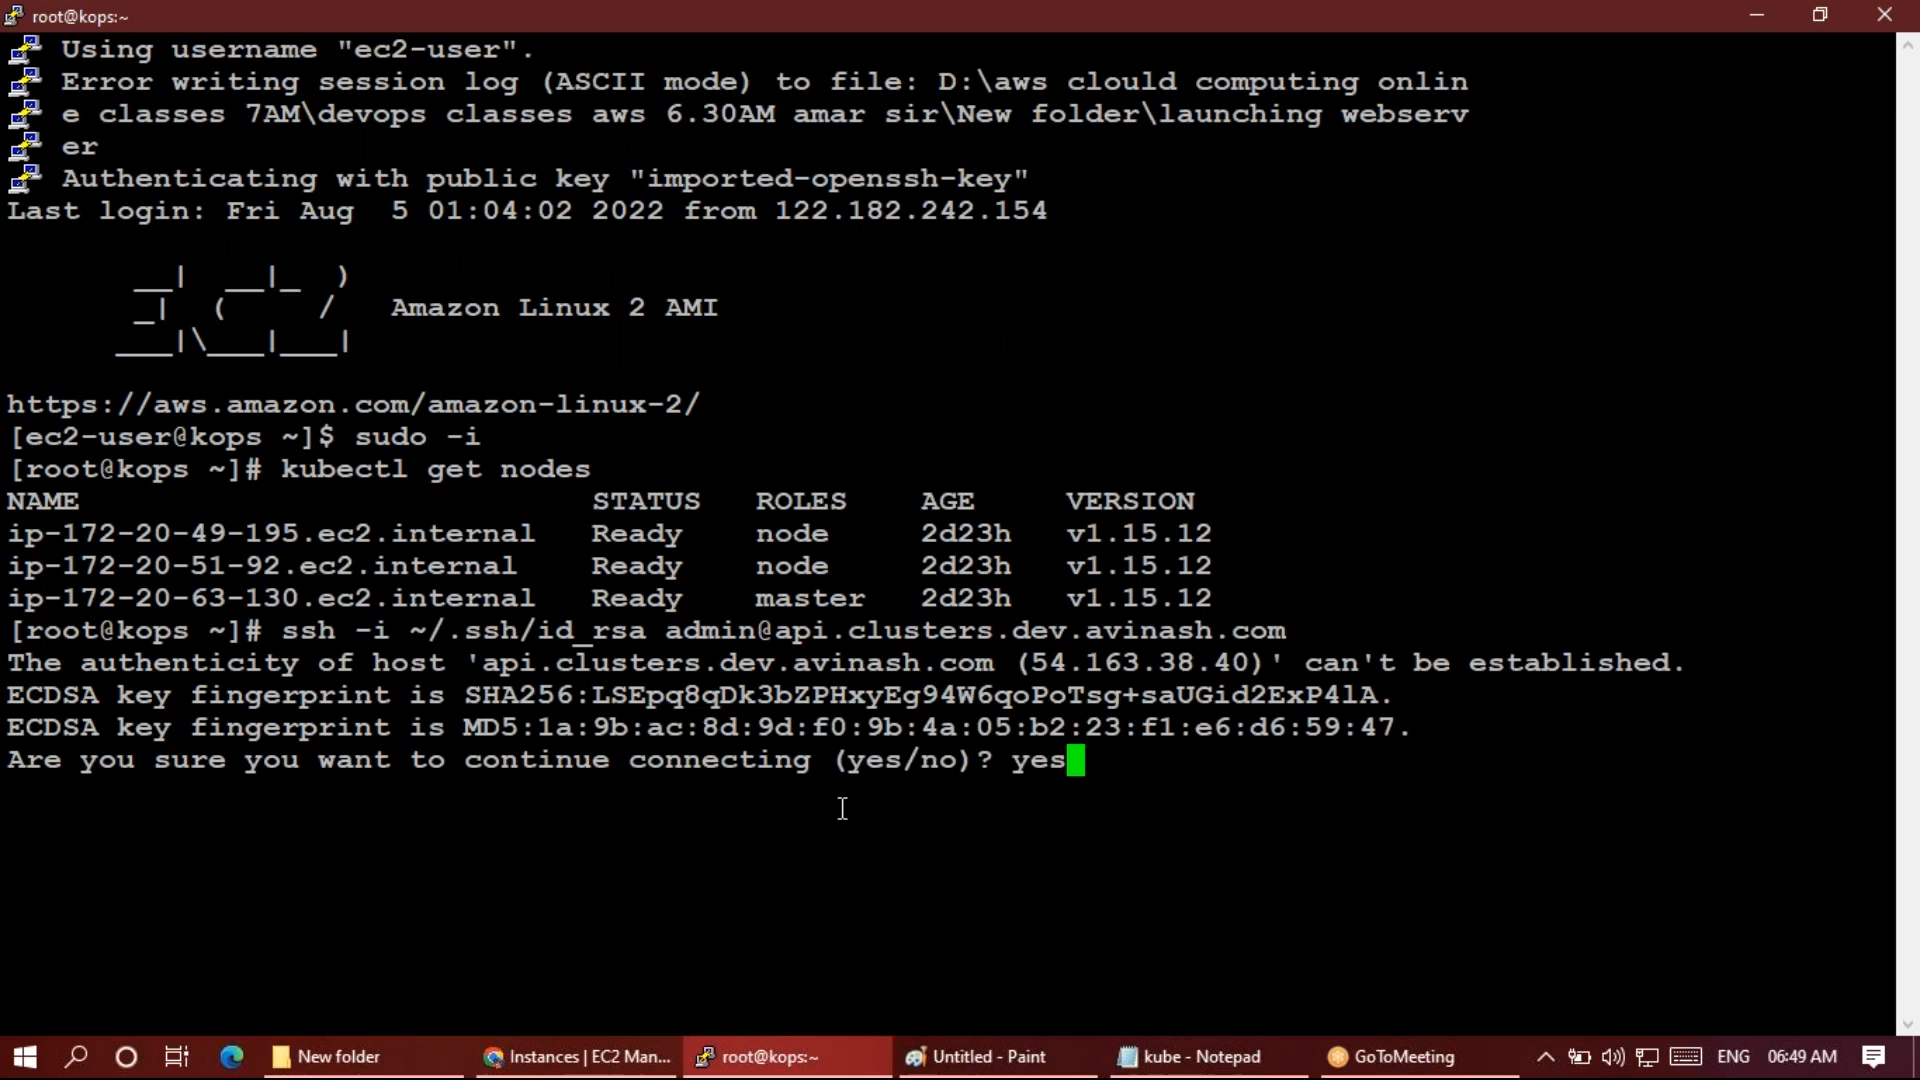 root@kops:~
Using username "ec2-user".
Error writing session log (ASCII mode) to file: D:\aws clould computing onlin
e classes 7AM\devops classes aws 6.30AM amar sir\New folder\launching webserv
er
Authenticating with public key "imported-openssh-key"
Last login: Fri Aug  5 01:04:02 2022 from 122.182.242.154
       __|  __|_  )
       _|  (     /   Amazon Linux 2 AMI
      ___|\___|___|
https://aws.amazon.com/amazon-linux-2/
[ec2-user@kops ~]$ sudo -i
[root@kops ~]# kubectl get nodes
NAME                            STATUS   ROLES    AGE     VERSION
ip-172-20-49-195.ec2.internal   Ready    node     2d23h   v1.15.12
ip-172-20-51-92.ec2.internal    Ready    node     2d23h   v1.15.12
ip-172-20-63-130.ec2.internal   Ready    master   2d23h   v1.15.12
[root@kops ~]# ssh -i ~/.ssh/id_rsa admin@api.clusters.dev.avinash.com
The authenticity of host 'api.clusters.dev.avinash.com (54.163.38.40)' can't be established.
ECDSA key fingerprint is SHA256:LSEpq8qDk3bZPHxyEg94W6qoPoTsg+saUGid2ExP4lA.
ECDSA key fingerprint is MD5:1a:9b:ac:8d:9d:f0:9b:4a:05:b2:23:f1:e6:d6:59:47.
Are you sure you want to continue connecting (yes/no)? yes
New folder
Instances | EC2 Man...
root@kops:~
Untitled - Paint
kube - Notepad
GoToMeeting
ENG
06:49 AM